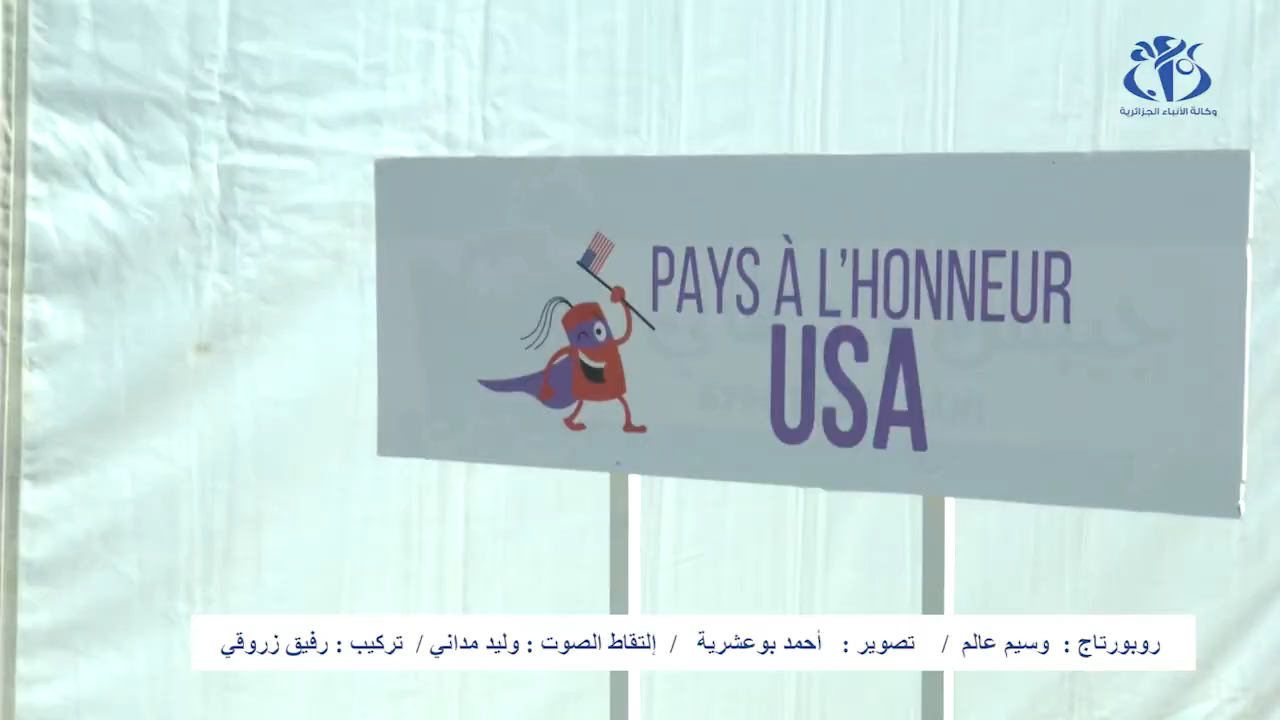 وكالة الأنباء الجزائرية
PAYS À L'HONNEUR
USA
روبورتاج : وسيم عالم / تصوير : أحمد بوعشرية / إلتقاط الصوت : وليد مداني / تركيب : رفيق زروقي